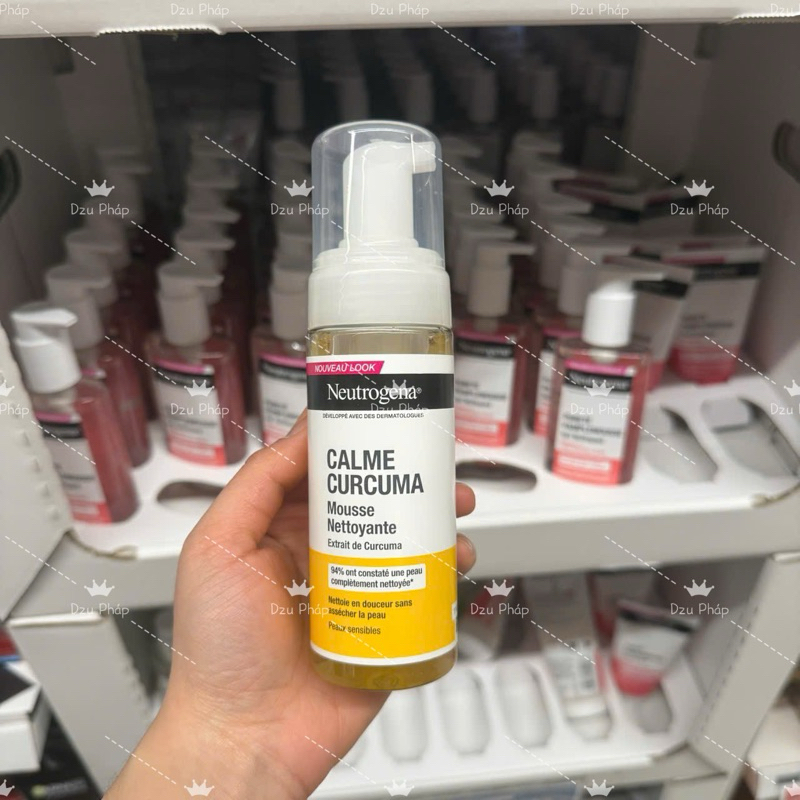 NOUVEAU LOOK
Neutrogena®
DÉVELOPPÉ AVEC DES DERMATOLOGUES
CALME
CURCUMA
Mousse
Nettoyante
Extrait de Curcuma
94% ont constaté une peau
complètement nettoyée*
Nettoie en douceur sans
assécher la peau
Peaux sensibles
Neutrogena
Dzu Pháp